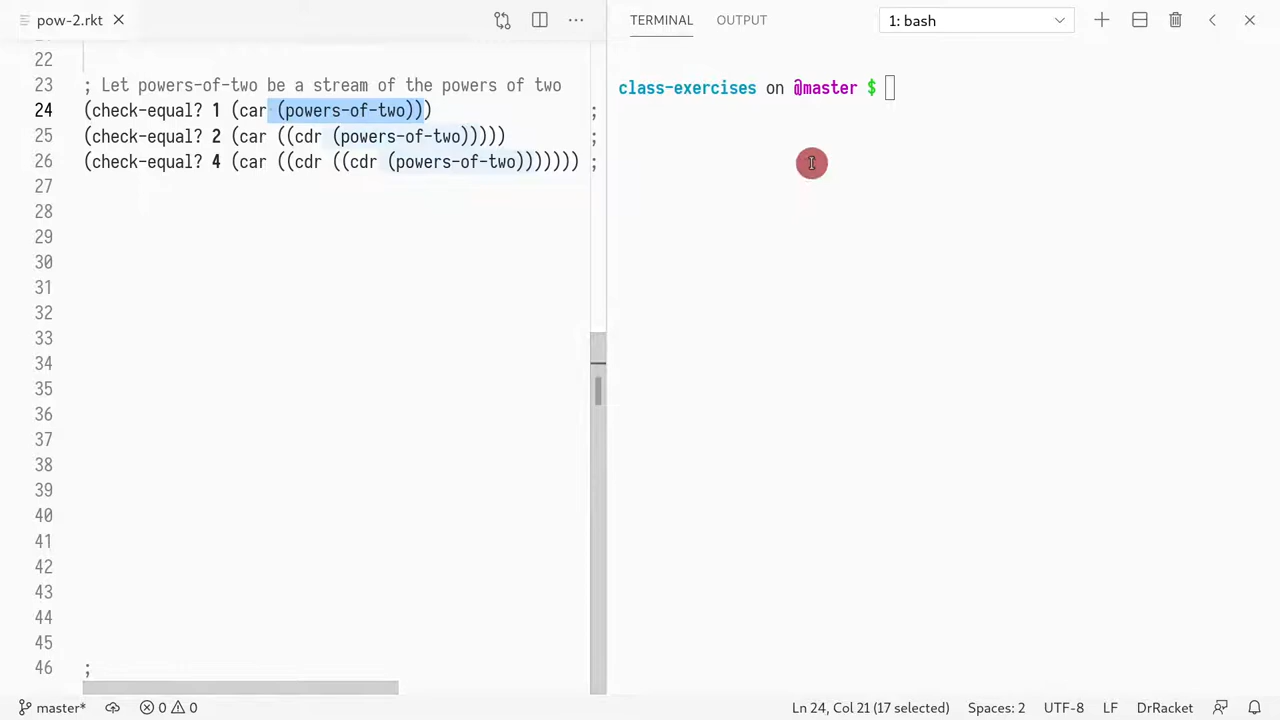 pow-2.rkt
TERMINAL
OUTPUT
1: bash
22
23 ; Let powers-of-two be a stream of the powers of two
24 (check-equal? 1 (car (powers-of-two))) ;
25 (check-equal? 2 (car ((cdr (powers-of-two))))) ;
26 (check-equal? 4 (car ((cdr ((cdr (powers-of-two))))))) ;
27
28
29
30
31
32
33
34
35
36
37
38
39
40
41
42
43
44
45
46 ;
class-exercises on @master $
master* 0 0 Ln 24, Col 21 (17 selected) Spaces: 2 UTF-8 LF DrRacket